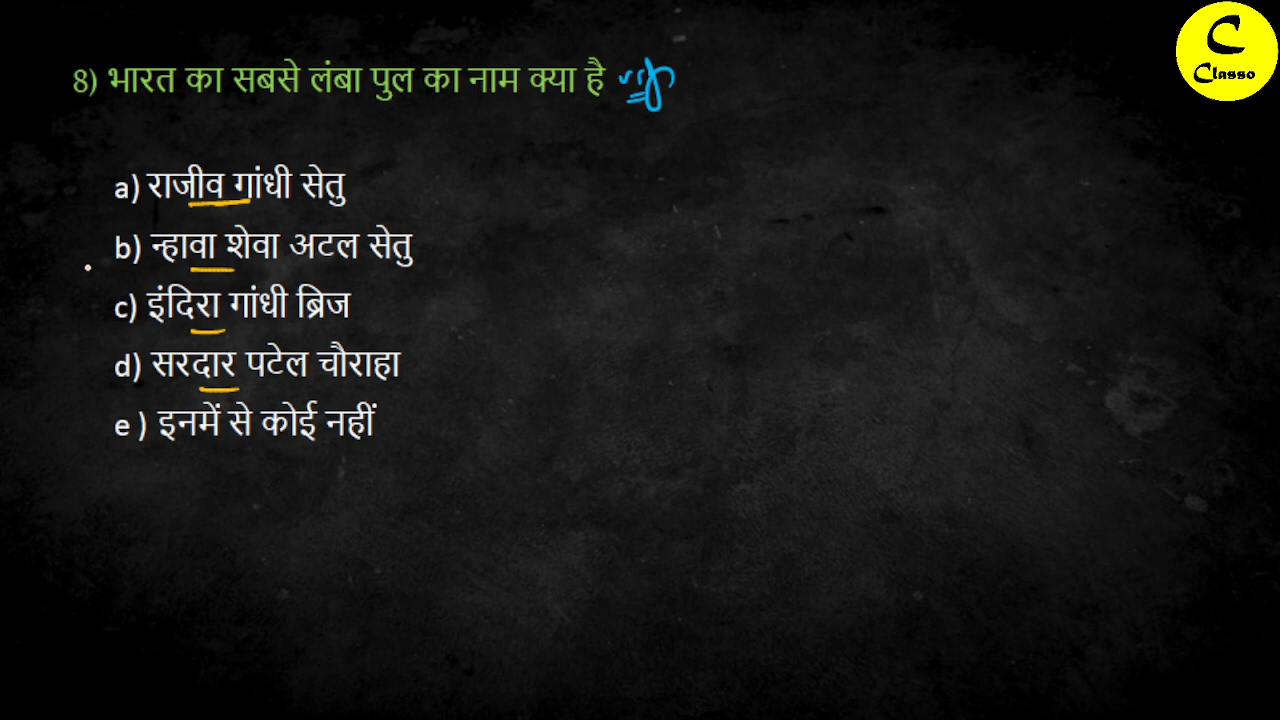 8) भारत का सबसे लंबा पुल का नाम क्या है
C
Classo
a) राजीव गांधी सेतु
b) न्हावा शेवा अटल सेतु
c) इंदिरा गांधी ब्रिज
d) सरदार पटेल चौराहा
e ) इनमें से कोई नहीं